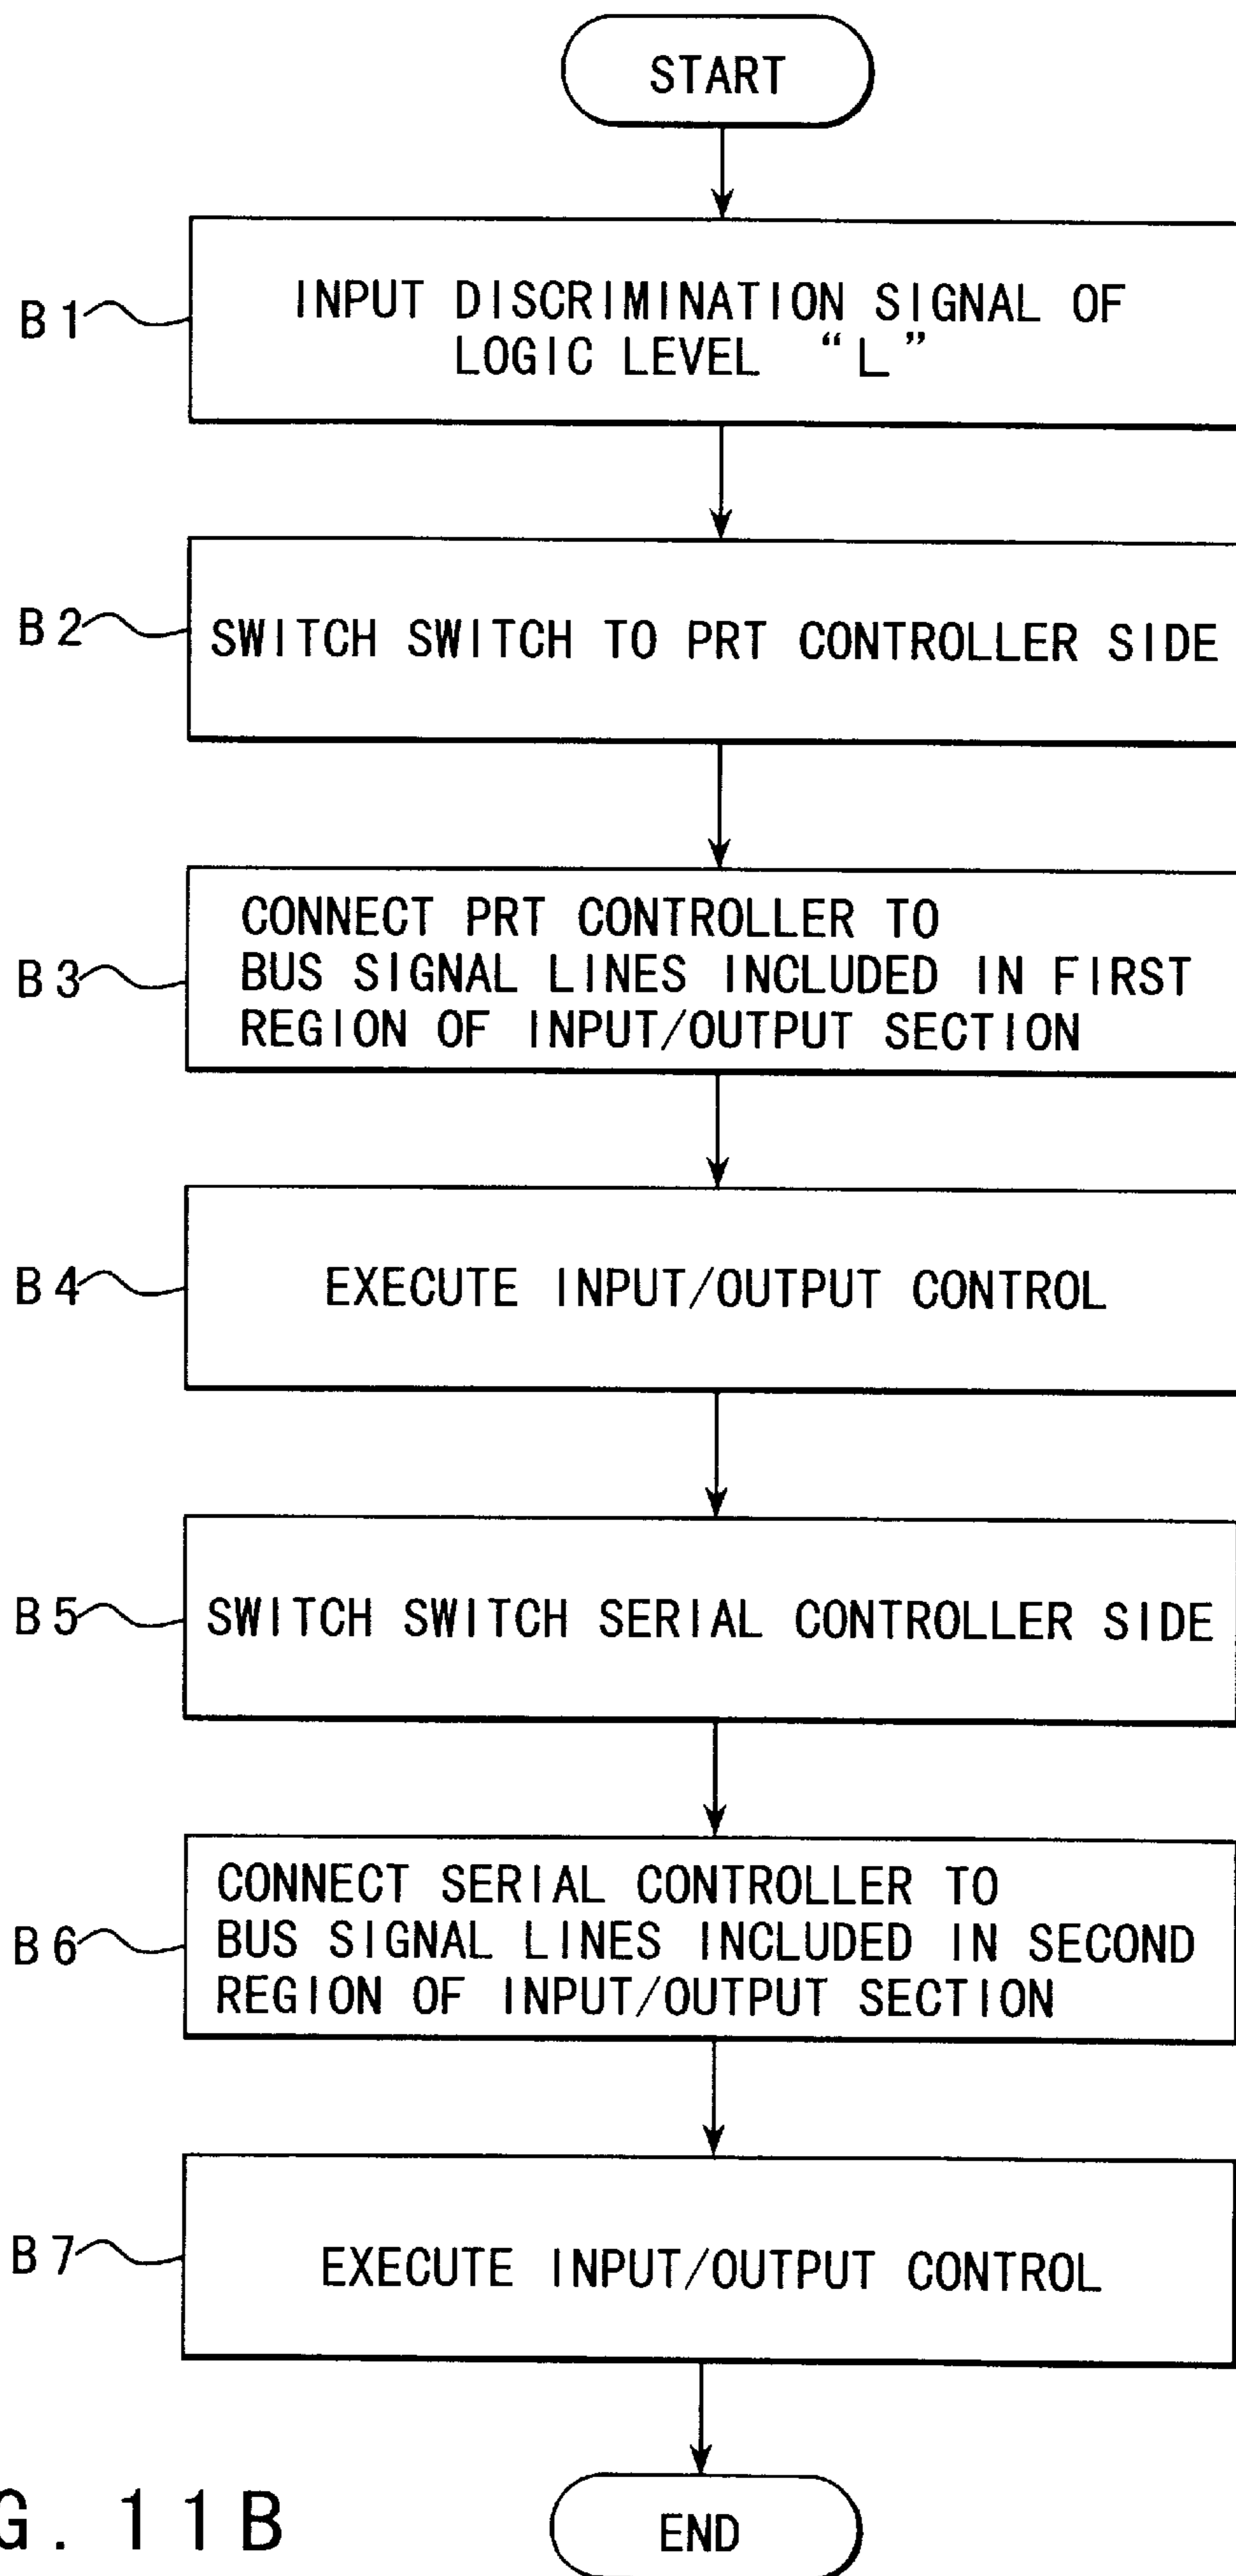 START
B1
INPUT DISCRIMINATION SIGNAL OF
LOGIC LEVEL “L”
B2
SWITCH SWITCH TO PRT CONTROLLER SIDE
B3
CONNECT PRT CONTROLLER TO
BUS SIGNAL LINES INCLUDED IN FIRST
REGION OF INPUT/OUTPUT SECTION
B4
EXECUTE INPUT/OUTPUT CONTROL
B5
SWITCH SWITCH SERIAL CONTROLLER SIDE
B6
CONNECT SERIAL CONTROLLER TO
BUS SIGNAL LINES INCLUDED IN SECOND
REGION OF INPUT/OUTPUT SECTION
B7
EXECUTE INPUT/OUTPUT CONTROL
END
G. 11B